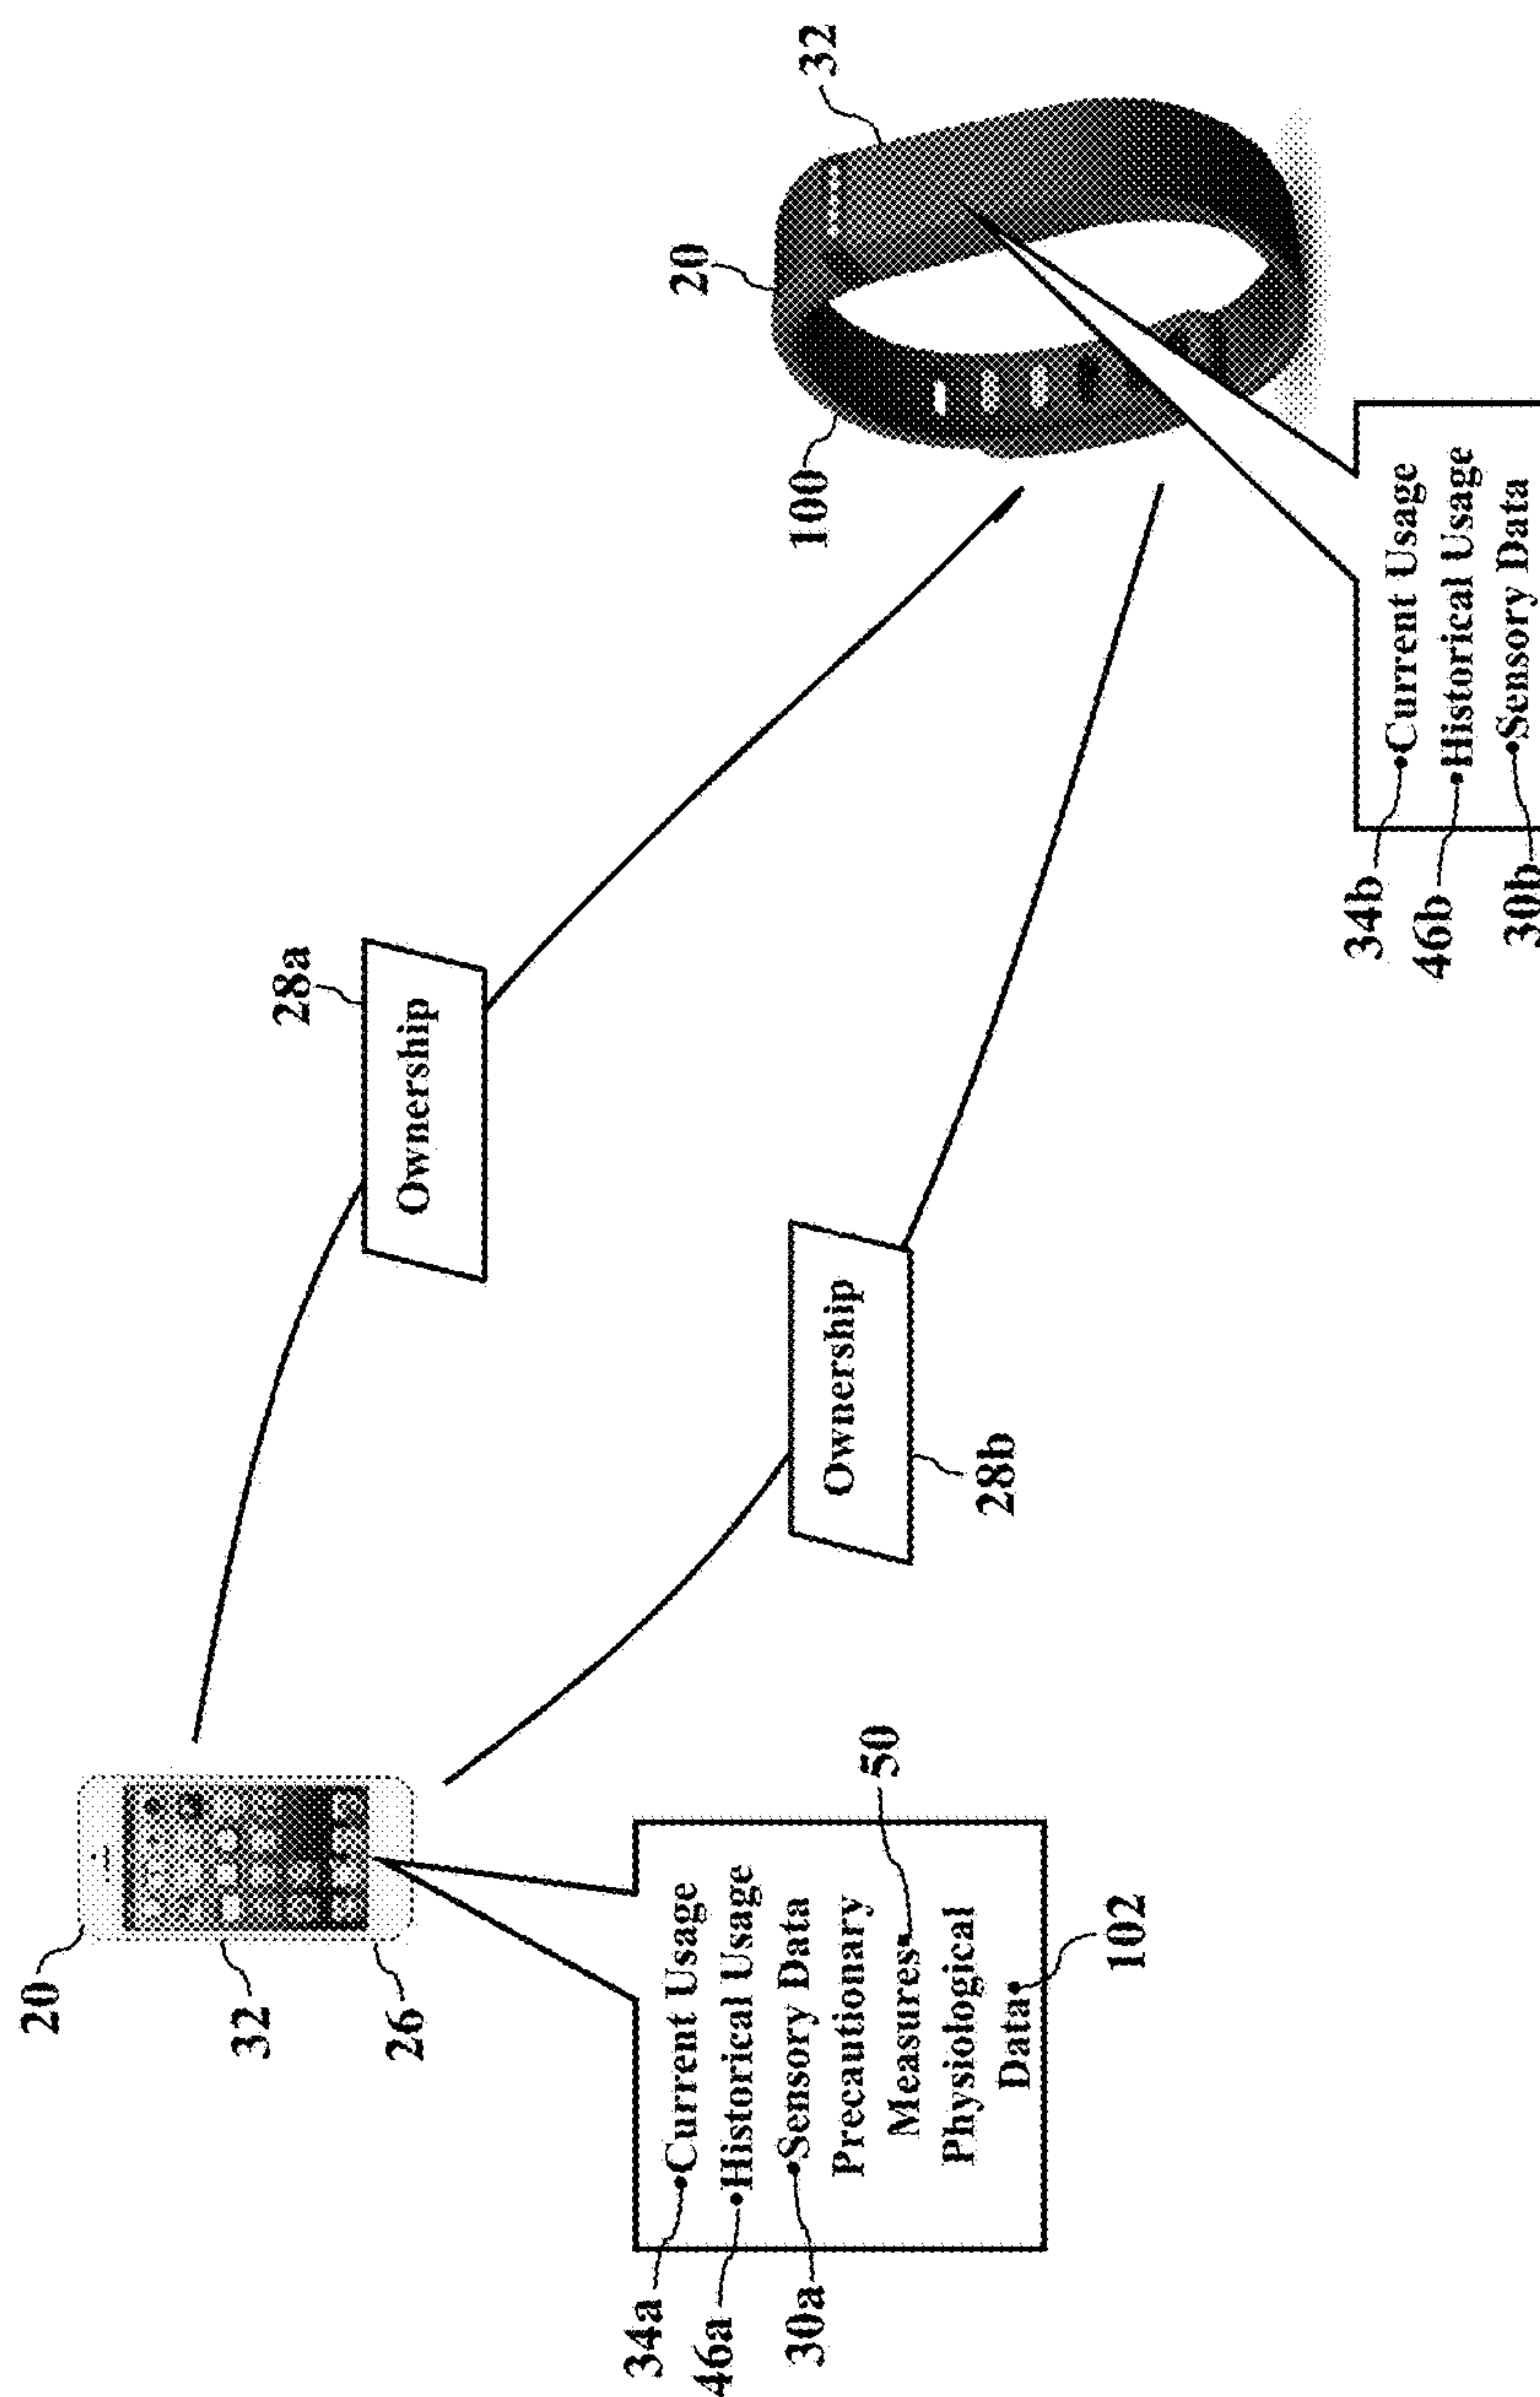 20
32
26
34a
•Current Usage
46a
•Historical Usage
30a
•Sensory Data
Precautionary
Measures•
50
Physiological
Data•
102
Ownership
28a
Ownership
28b
20
32
100
34b
•Current Usage
46b
•Historical Usage
30b
•Sensory Data